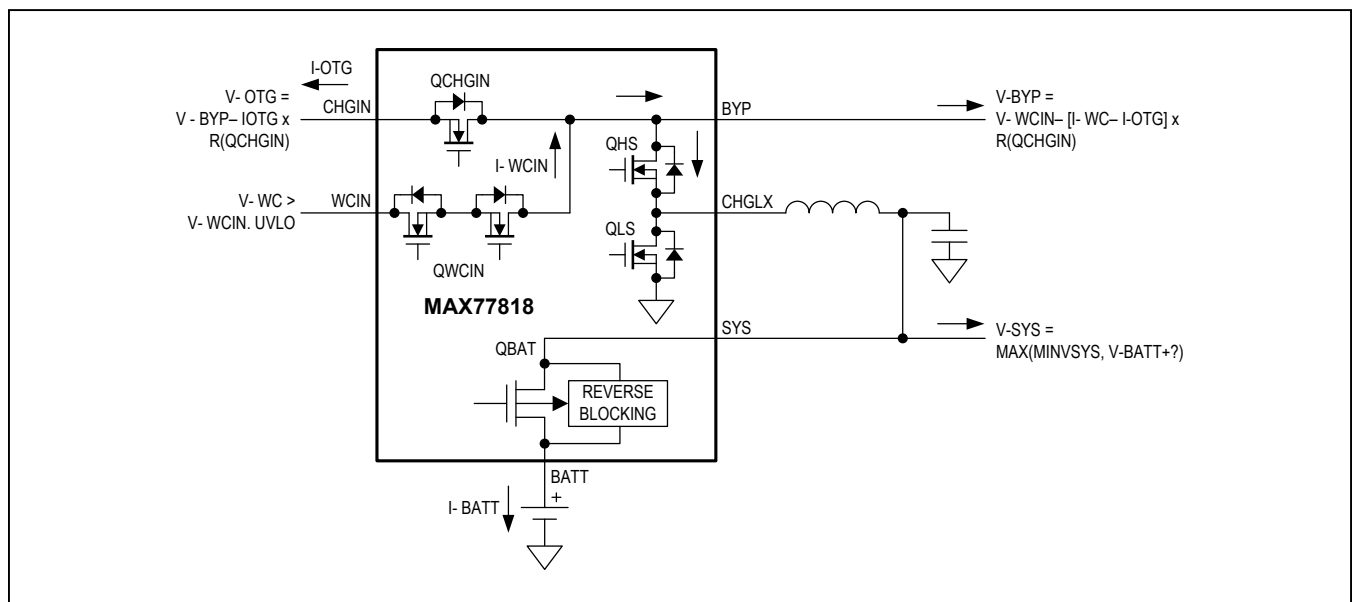 I-OTG
V- OTG =
V - BYP– IOTG x
R(QCHGIN)
CHGIN
QCHGIN
BYP
V-BYP =
V- WCIN– [I- WC– I-OTG] x
R(QCHGIN)
I- WCIN
QHS
V- WC >
V- WCIN. UVLO
WCIN
QWCIN
CHGLX
QLS
MAX77818
SYS
V-SYS =
MAX(MINVSYS, V-BATT+?)
QBAT
REVERSE
BLOCKING
BATT
I- BATT
+